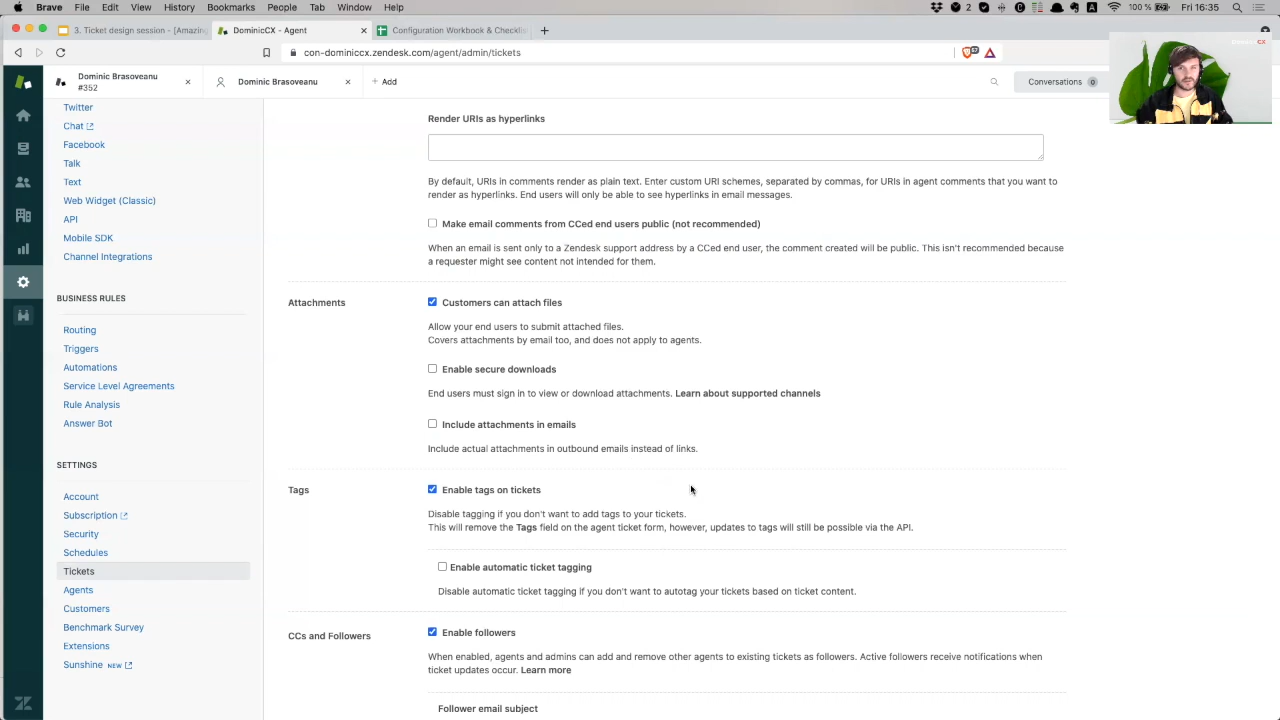 Brave File Edit View History Bookmarks People Tab Window Help 100% Fri 16:35
3. Ticket design session - [Amazin
DominicCX - Agent
Configuration Workbook & Checklis
con-dominiccx.zendesk.com/agent/admin/tickets
Dominic Brasoveanu
#352
Dominic Brasoveanu
+ Add
Conversations 0
Twitter
Chat
Facebook
Talk
Text
Web Widget (Classic)
API
Mobile SDK
Channel Integrations
BUSINESS RULES
Routing
Triggers
Automations
Service Level Agreements
Rule Analysis
Answer Bot
SETTINGS
Account
Subscription
Security
Schedules
Tickets
Agents
Customers
Benchmark Survey
Extensions
Sunshine NEW
Render URIs as hyperlinks
By default, URIs in comments render as plain text. Enter custom URI schemes, separated by commas, for URIs in agent comments that you want to
render as hyperlinks. End users will only be able to see hyperlinks in email messages.
Make email comments from CCed end users public (not recommended)
When an email is sent only to a Zendesk support address by a CCed end user, the comment created will be public. This isn't recommended because
a requester might see content not intended for them.
Attachments
Customers can attach files
Allow your end users to submit attached files.
Covers attachments by email too, and does not apply to agents.
Enable secure downloads
End users must sign in to view or download attachments. Learn about supported channels
Include attachments in emails
Include actual attachments in outbound emails instead of links.
Tags
Enable tags on tickets
Disable tagging if you don't want to add tags to your tickets.
This will remove the Tags field on the agent ticket form, however, updates to tags will still be possible via the API.
Enable automatic ticket tagging
Disable automatic ticket tagging if you don't want to autotag your tickets based on ticket content.
CCs and Followers
Enable followers
When enabled, agents and admins can add and remove other agents to existing tickets as followers. Active followers receive notifications when
ticket updates occur. Learn more
Follower email subject